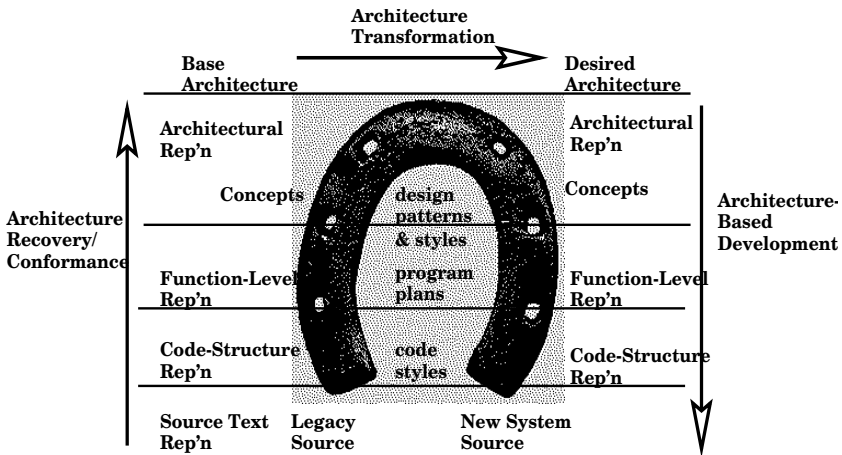 Architecture
Transformation
Base
Architecture
Desired
Architecture
Architectural
Rep'n
Architectural
Rep'n
Concepts
design
patterns
& styles
Concepts
Architecture
Recovery/
Conformance
Architecture-
Based
Development
Function-Level
Rep'n
program
plans
Function-Level
Rep'n
Code-Structure
Rep'n
code
styles
Code-Structure
Rep'n
Source Text
Rep'n
Legacy
Source
New System
Source